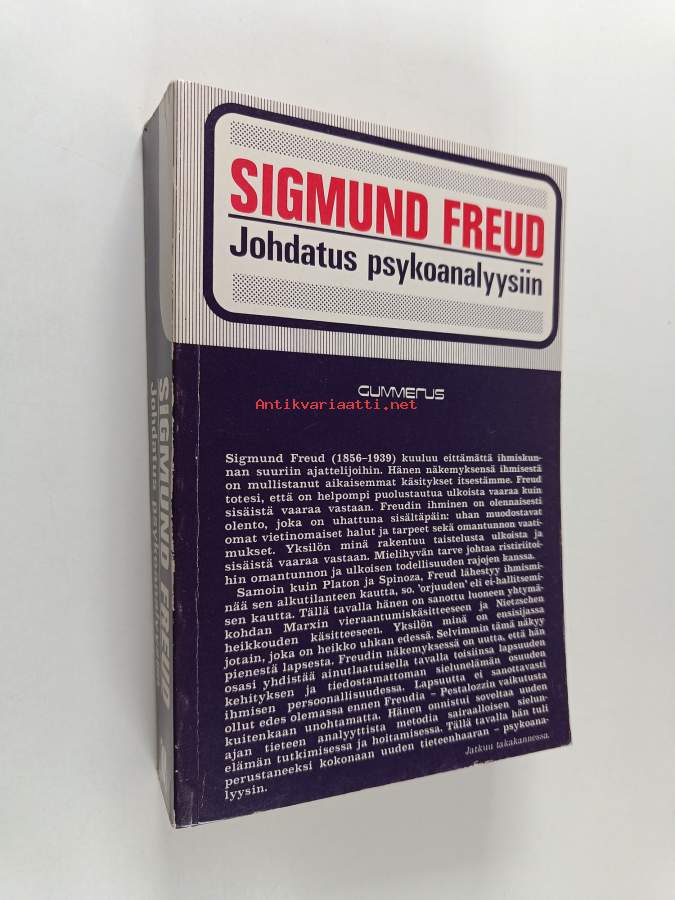 SIGMUND FREUD
Johdatus psykoanalyysiin
GUMMERUS
Antikvariaatti.net
Sigmund Freud (1856–1939) kuuluu eittämättä ihmiskun-
nan suuriin ajattelijoihin. Hänen näkemyksensä ihmisestä
on mullistanut aikaisemmat käsitykset itsestämme. Freud
totesi, että on helpompi puolustautua ulkoista vaaraa kuin
sisäistä vaaraa vastaan. Freudin ihminen on olennaisesti
olento, joka on uhattuna sisältäpäin: uhan muodostavat
omat vietinomaiset halut ja tarpeet sekä omantunnon vaati-
mukset. Yksilön minä rakentuu taistelusta ulkoista ja
sisäistä vaaraa vastaan. Mielihyvän tarve johtaa ristiriitoi-
hin omantunnon ja ulkoisen todellisuuden rajojen kanssa.
Samoin kuin Platon ja Spinoza, Freud lähestyy ihmismi-
nää sen alkutilanteen kautta, so. 'orjuuden' eli ei-hallitsemi-
sen kautta. Tällä tavalla hänen on sanottu luoneen yhtymä-
kohdan Marxin vieraantumiskäsitteeseen ja Nietzschen
heikkouden käsitteeseen. Yksilön minä on ensisijassa
jotain, joka on heikko uhkan edessä. Selvimmin tämä näkyy
pienestä lapsesta. Freudin näkemyksessä on uutta, että hän
osasi yhdistää ainutlaatuisella tavalla toisiinsa lapsuuden
kehityksen ja tiedostamattoman sielunelämän osuuden
ihmisen persoonallisuudessa. Lapsuutta ei sanottavasti
ollut edes olemassa ennen Freudia – Pestalozzin vaikutusta
kuitenkaan unohtamatta. Hänen onnistui soveltaa uuden
ajan tieteen analyyttista metodia sairaalloisen sielun-
elämän tutkimisessa ja hoitamisessa. Tällä tavalla hän tuli
perustaneeksi kokonaan uuden tieteenhaaran – psykoana-
lyysin.
Jatkuu takakannessa.
SIGMUND FREUD
Johdatus psykoanalyysiin